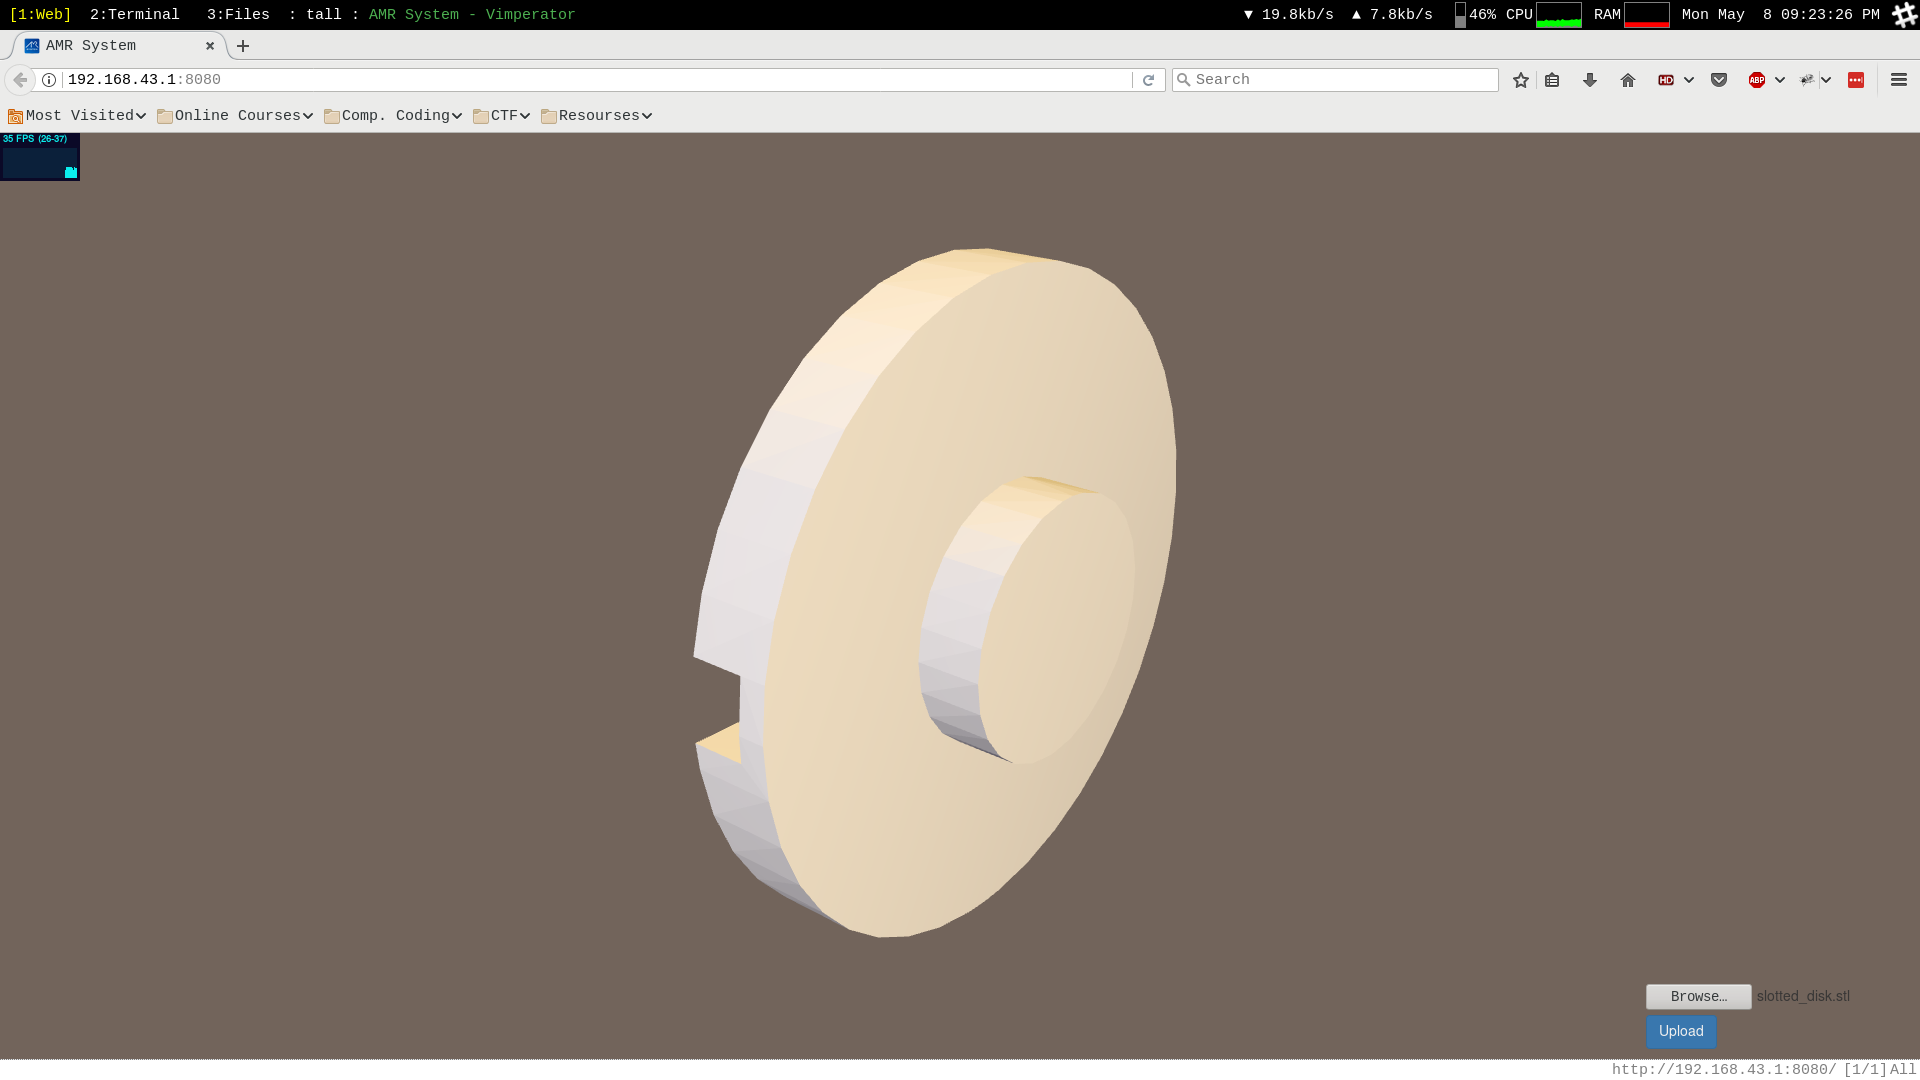 [1:Web] 2:Terminal 3:Files : tall : AMR System - Vimperator ▼ 19.8kb/s ▲ 7.8kb/s 46% CPU RAM Mon May 8 09:23:26 PM
AMR System
192.168.43.1:8080 Search HD ABP
Most Visited Online Courses Comp. Coding CTF Resourses
35 FPS (26-37)
Browse… slotted_disk.stl
Upload
http://192.168.43.1:8080/ [1/1] All